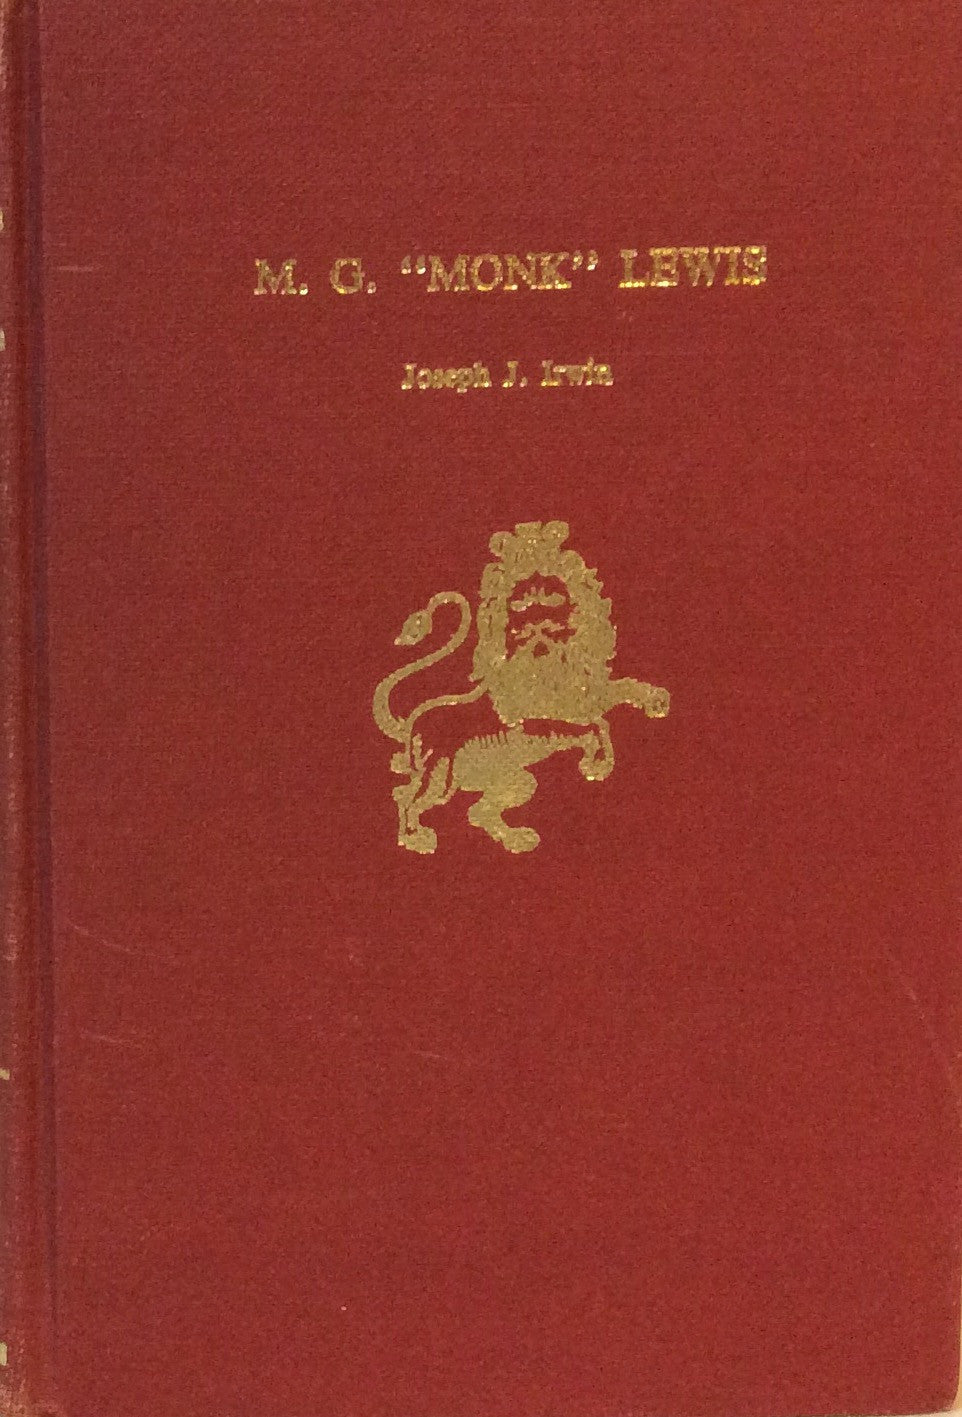 M. G. “MONK” LEWIS
Joseph J. Irwin